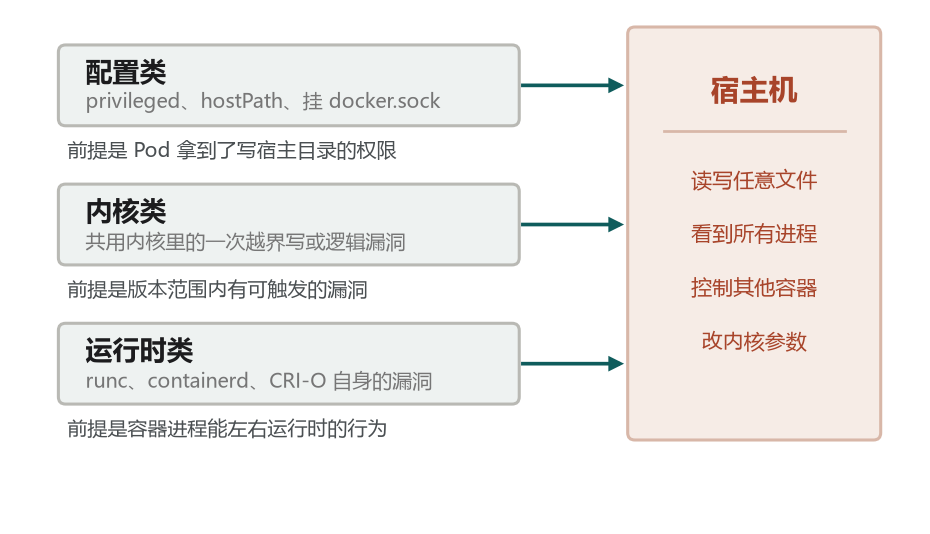 配置类
privileged、hostPath、挂 docker.sock
前提是 Pod 拿到了写宿主目录的权限
内核类
共用内核里的一次越界写或逻辑漏洞
前提是版本范围内有可触发的漏洞
运行时类
runc、containerd、CRI-O 自身的漏洞
前提是容器进程能左右运行时的行为
宿主机
读写任意文件
看到所有进程
控制其他容器
改内核参数